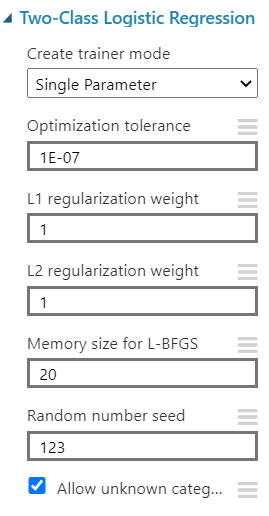 Two-Class Logistic Regression
Create trainer mode
Single Parameter
Optimization tolerance
1E-07
L1 regularization weight
1
L2 regularization weight
1
Memory size for L-BFGS
20
Random number seed
123
Allow unknown categ...